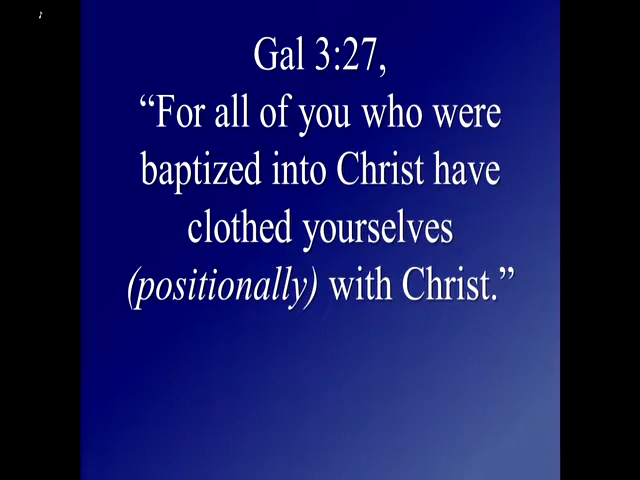 Gal 3:27,
“For all of you who were
baptized into Christ have
clothed yourselves
(positionally) with Christ.”